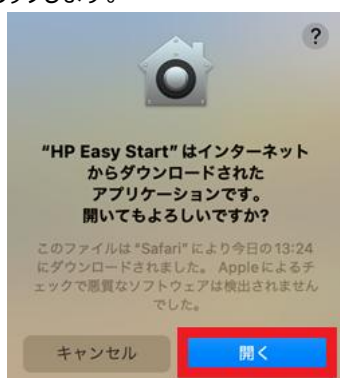 ックします。
?
“HP Easy Start”はインターネット
からダウンロードされた
アプリケーションです。
開いてもよろしいですか?
このファイルは“Safari”により今日の13:24
にダウンロードされました。Appleによるチ
ェックで悪質なソフトウェアは検出されません
でした。
キャンセル
開く